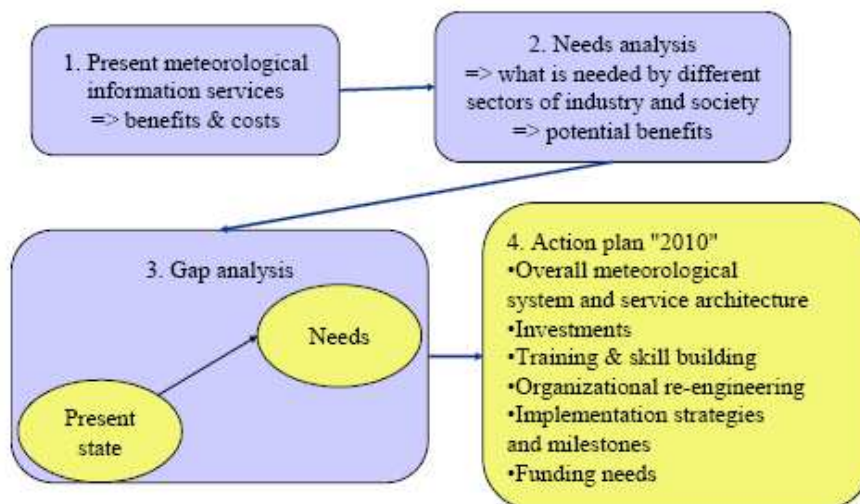 1. Present meteorological
information services
=> benefits & costs
2. Needs analysis
=> what is needed by different
sectors of industry and society
=> potential benefits
3. Gap analysis
Needs
Present
state
4. Action plan "2010"
•Overall meteorological
system and service architecture
•Investments
•Training & skill building
•Organizational re-engineering
•Implementation strategies
and milestones
•Funding needs